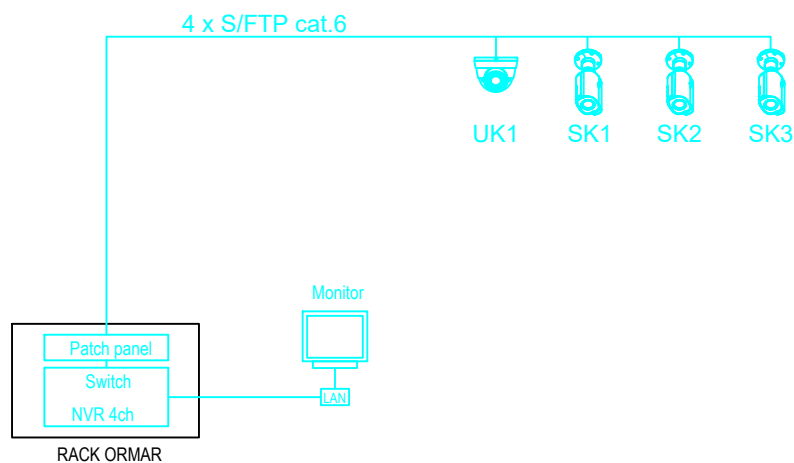 4 x S/FTP cat.6
UK1 SK1 SK2 SK3
Monitor
LAN
Patch panel
Switch
NVR 4ch
RACK ORMAR